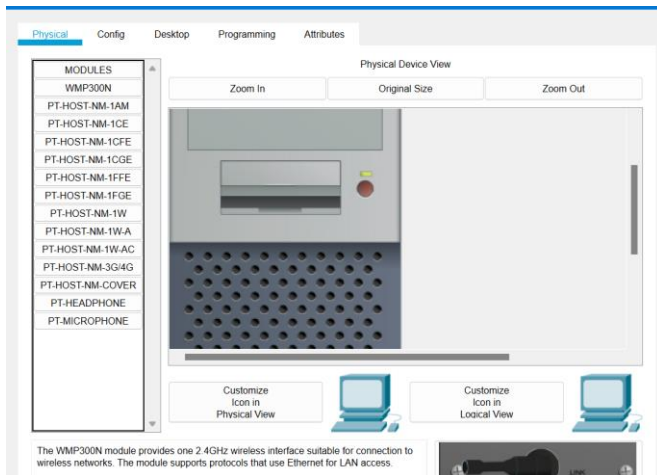 Physical Config Desktop Programming Attributes
MODULES
WMP300N
PT-HOST-NM-1AM
PT-HOST-NM-1CE
PT-HOST-NM-1CFE
PT-HOST-NM-1CGE
PT-HOST-NM-1FFE
PT-HOST-NM-1FGE
PT-HOST-NM-1W
PT-HOST-NM-1W-A
PT-HOST-NM-1W-AC
PT-HOST-NM-3G/4G
PT-HOST-NM-COVER
PT-HEADPHONE
PT-MICROPHONE
Physical Device View
Zoom In Original Size Zoom Out
Customize
Icon in
Physical View
Customize
Icon in
Logical View
The WMP300N module provides one 2.4GHz wireless interface suitable for connection to
wireless networks. The module supports protocols that use Ethernet for LAN access.
LINK